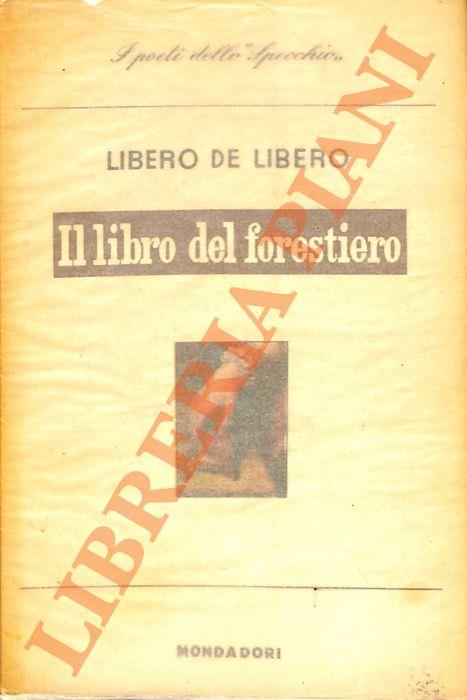 I poeti dello "Specchio„
LIBERO DE LIBERO
Il libro del forestiero
LIBRERIA PIANI
MONDADORI